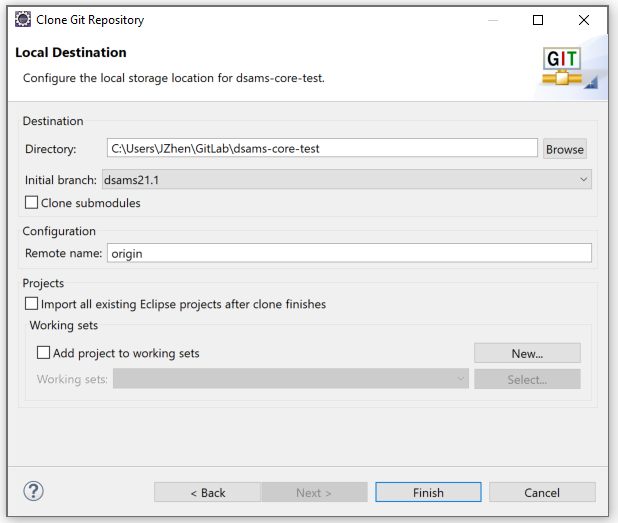 Clone Git Repository
Local Destination
Configure the local storage location for dsams-core-test.
GIT
Destination
Directory: C:\Users\JZhen\GitLab\dsams-core-test Browse
Initial branch: dsams21.1
Clone submodules
Configuration
Remote name: origin
Projects
Import all existing Eclipse projects after clone finishes
Working sets
Add project to working sets New...
Working sets: Select...
? < Back Next > Finish Cancel